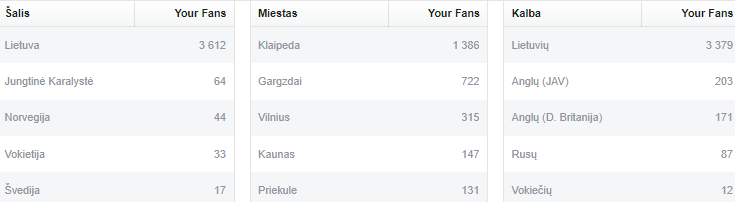 Šalis Your Fans Miestas Your Fans Kalba Your Fans
Lietuva 3 612 Klaipeda 1 386 Lietuvių 3 379
Jungtinė Karalystė 64 Gargzdai 722 Anglų (JAV) 203
Norvegija 44 Vilnius 315 Anglų (D. Britanija) 171
Vokietija 33 Kaunas 147 Rusų 87
Švedija 17 Priekule 131 Vokiečių 12